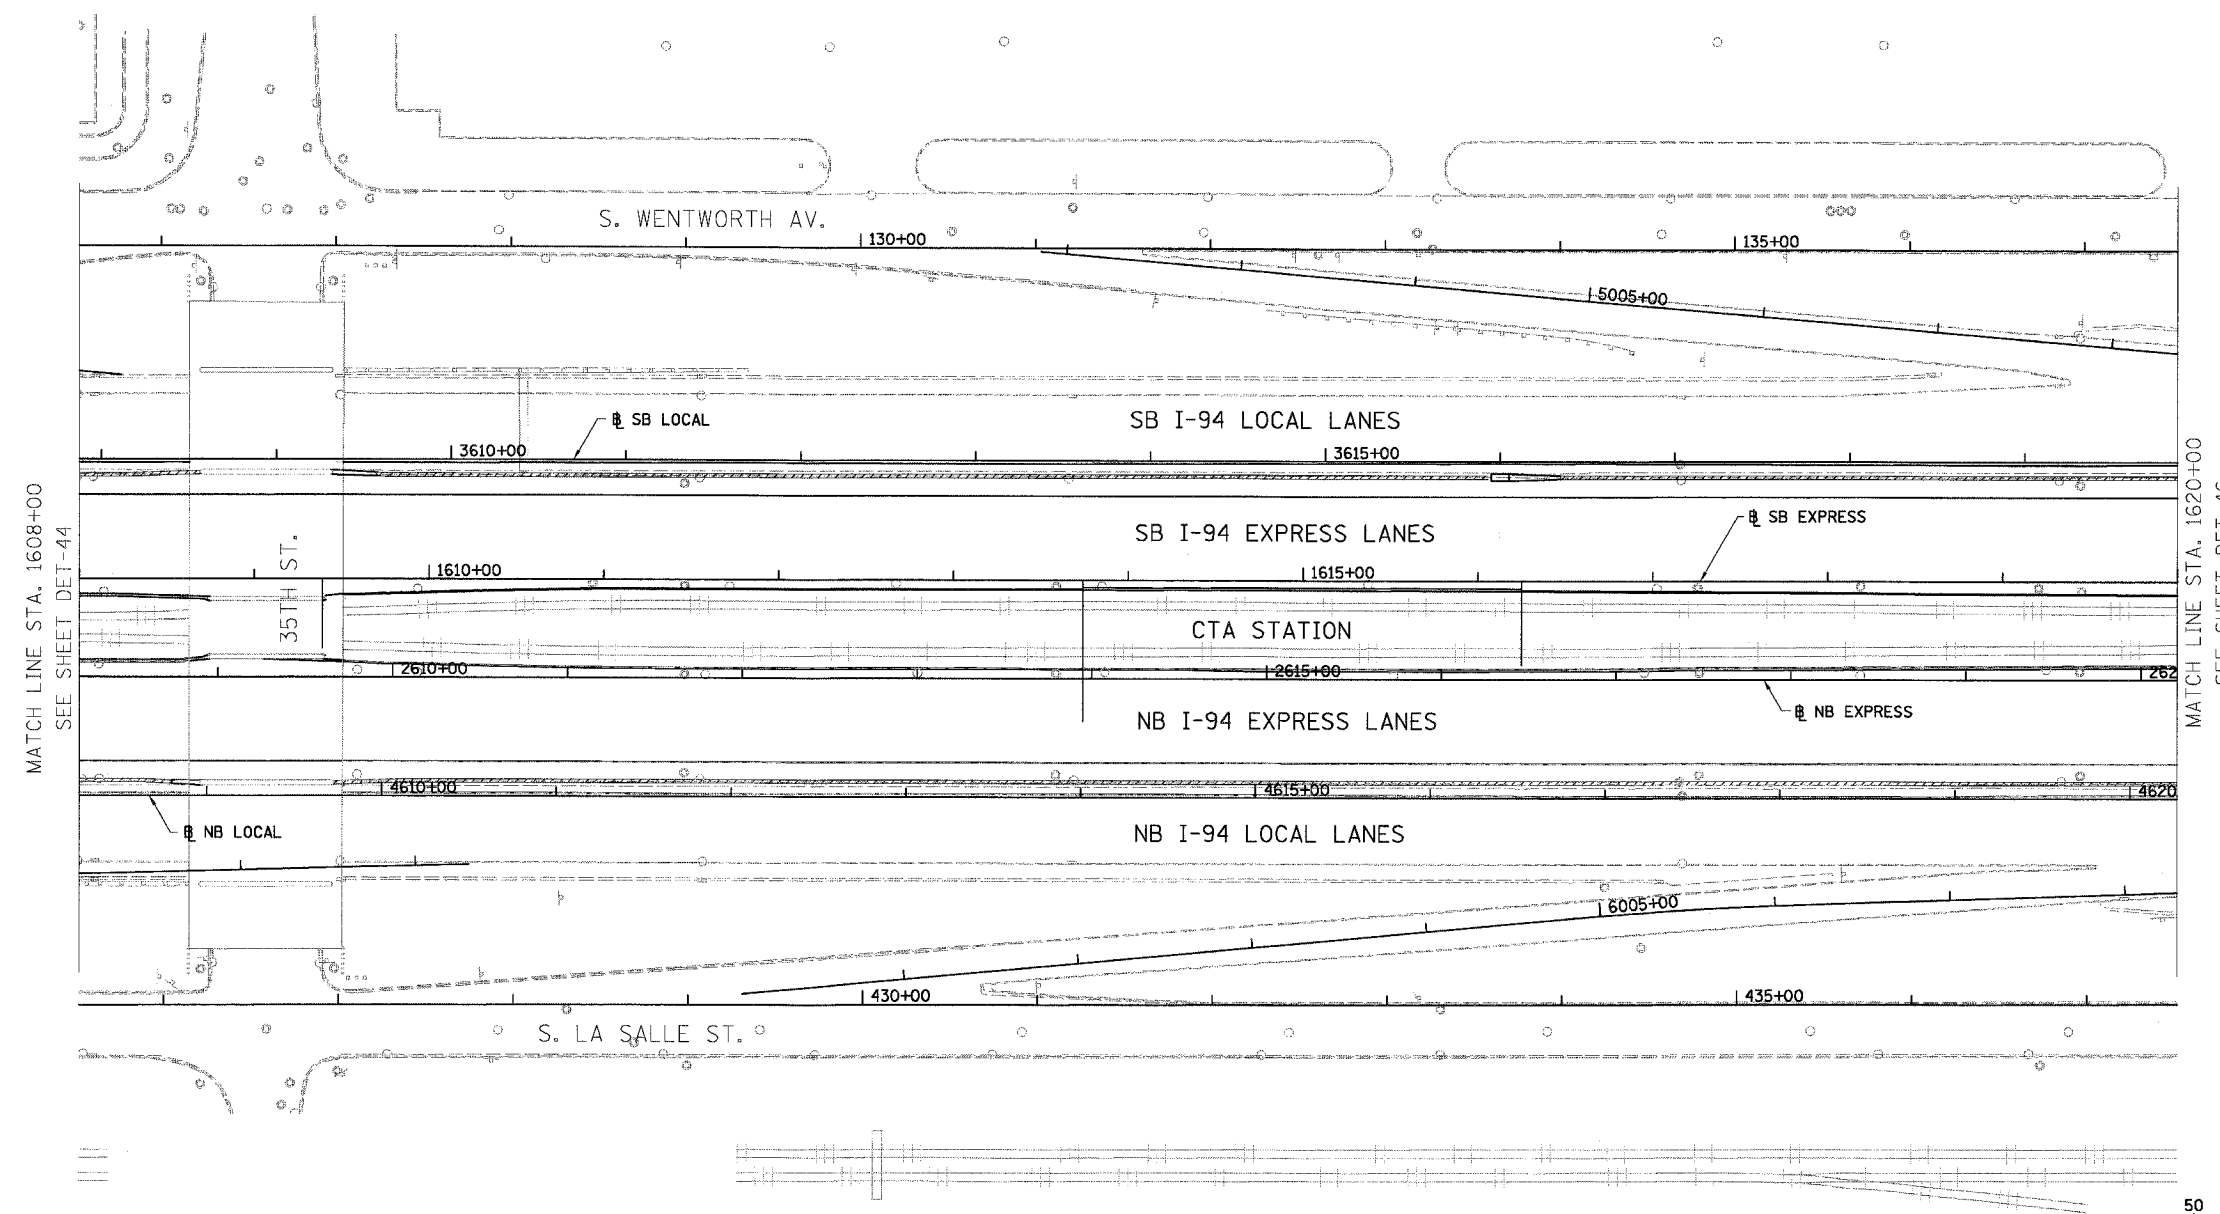 S. WENTWORTH AV.
130+00
135+00
5005+00
SB I-94 LOCAL LANES
℄ SB LOCAL
3610+00
3615+00
MATCH LINE STA. 1608+00
SEE SHEET DET-44
SB I-94 EXPRESS LANES
℄ SB EXPRESS
35TH ST.
1610+00
1615+00
CTA STATION
MATCH LINE STA. 1620+00
2610+00
2615+00
262
NB I-94 EXPRESS LANES
℄ NB EXPRESS
4610+00
4615+00
4620
℄ NB LOCAL
NB I-94 LOCAL LANES
6005+00
430+00
435+00
S. LA SALLE ST.
50